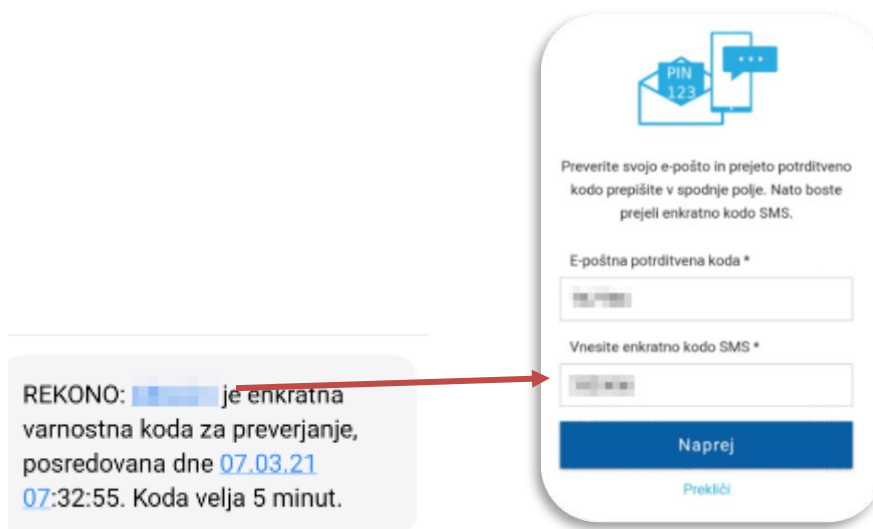 REKONO: je enkratna
varnostna koda za preverjanje,
posredovana dne 07.03.21
07:32:55. Koda velja 5 minut.
PIN
123
Preverite svojo e-pošto in prejeto potrditveno
kodo prepišite v spodnje polje. Nato boste
prejeli enkratno kodo SMS.
E-poštna potrditvena koda *
Vnesite enkratno kodo SMS *
Naprej
Prekliči